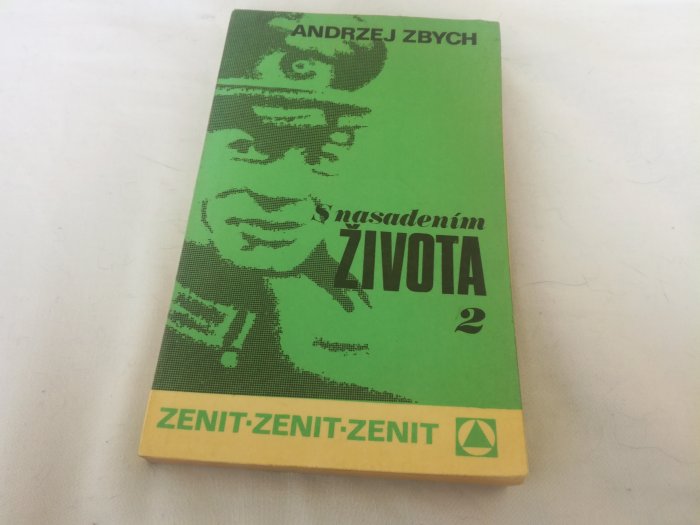 ANDRZEJ ZBYCH
S nasadením
ŽIVOTA
2
ZENIT·ZENIT·ZENIT